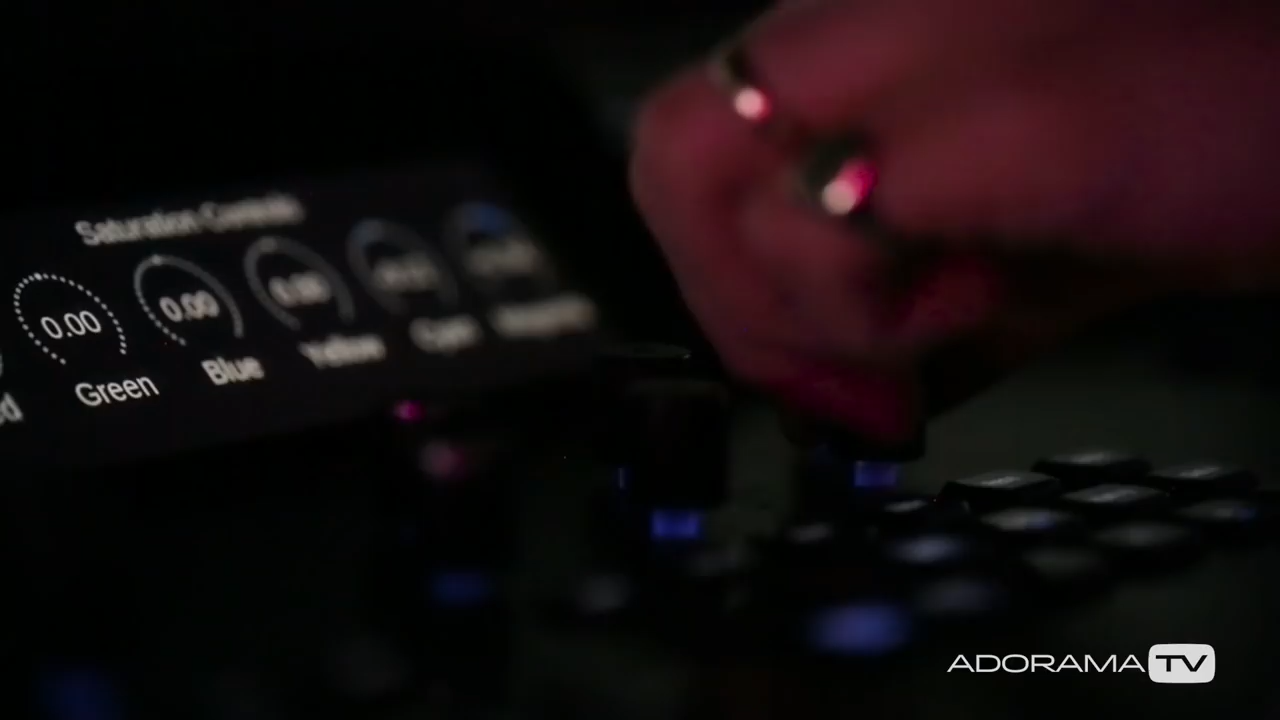 Saturation Controls
0.00
0.00
0.00
Green
Blue
Yellow
Cyan
ADORAMA TV